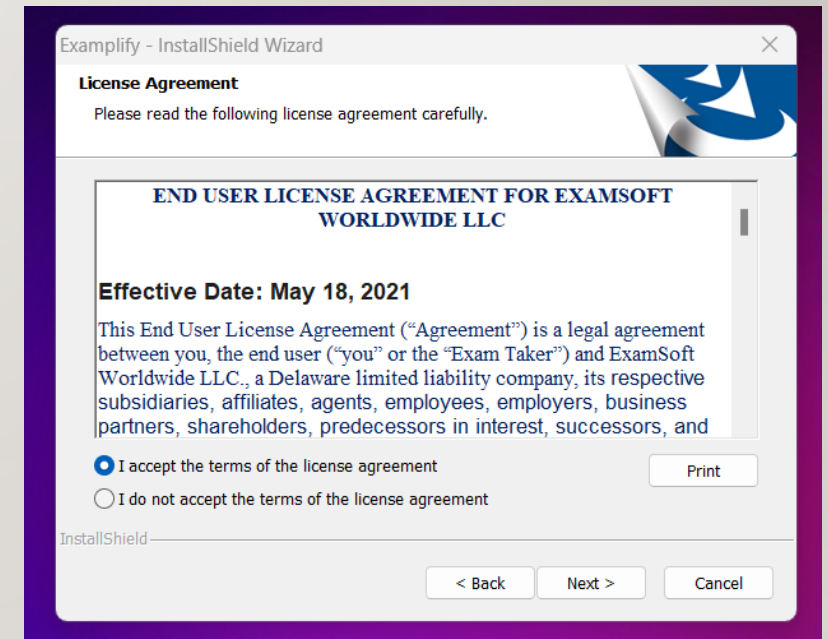 Examplify - InstallShield Wizard
License Agreement
Please read the following license agreement carefully.
END USER LICENSE AGREEMENT FOR EXAMSOFT
WORLDWIDE LLC
Effective Date: May 18, 2021
This End User License Agreement (“Agreement”) is a legal agreement
between you, the end user (“you” or the “Exam Taker”) and ExamSoft
Worldwide LLC., a Delaware limited liability company, its respective
subsidiaries, affiliates, agents, employees, employers, business
partners, shareholders, predecessors in interest, successors, and
I accept the terms of the license agreement
Print
I do not accept the terms of the license agreement
InstallShield
< Back Next > Cancel